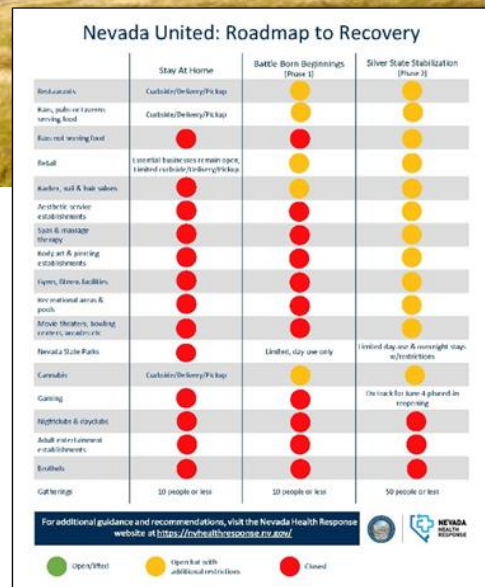 Nevada United: Roadmap to Recovery
Stay At Home
Battle Born Beginnings
(Phase 1)
Silver State Stabilization
(Phase 2)
Restaurants
Curbside/Delivery/Pickup
Bars, pubs or taverns
serving food
Curbside/Delivery/Pickup
Bars not serving food
Retail
Essential businesses remain open,
Limited curbside/Delivery/Pickup
Barber, nail & hair salons
Aesthetic service
establishments
Spas & massage
therapy
Body art & piercing
establishments
Gyms, fitness facilities
Recreational areas &
pools
Movie theaters, bowling
centers, arcades etc
Nevada State Parks
Limited, day use only
Limited day-use & overnight stays
w/restrictions
Cannabis
Curbside/Delivery/Pickup
Gaming
On track for June 4 phased-in
reopening
Nightclubs & dayclubs
Adult entertainment
establishments
Brothels
Gatherings
10 people or less
10 people or less
50 people or less
For additional guidance and recommendations, visit the Nevada Health Response
website at https://nvhealthresponse.nv.gov/
NEVADA
HEALTH
RESPONSE
Open/lifted
Open but with
additional restrictions
Closed